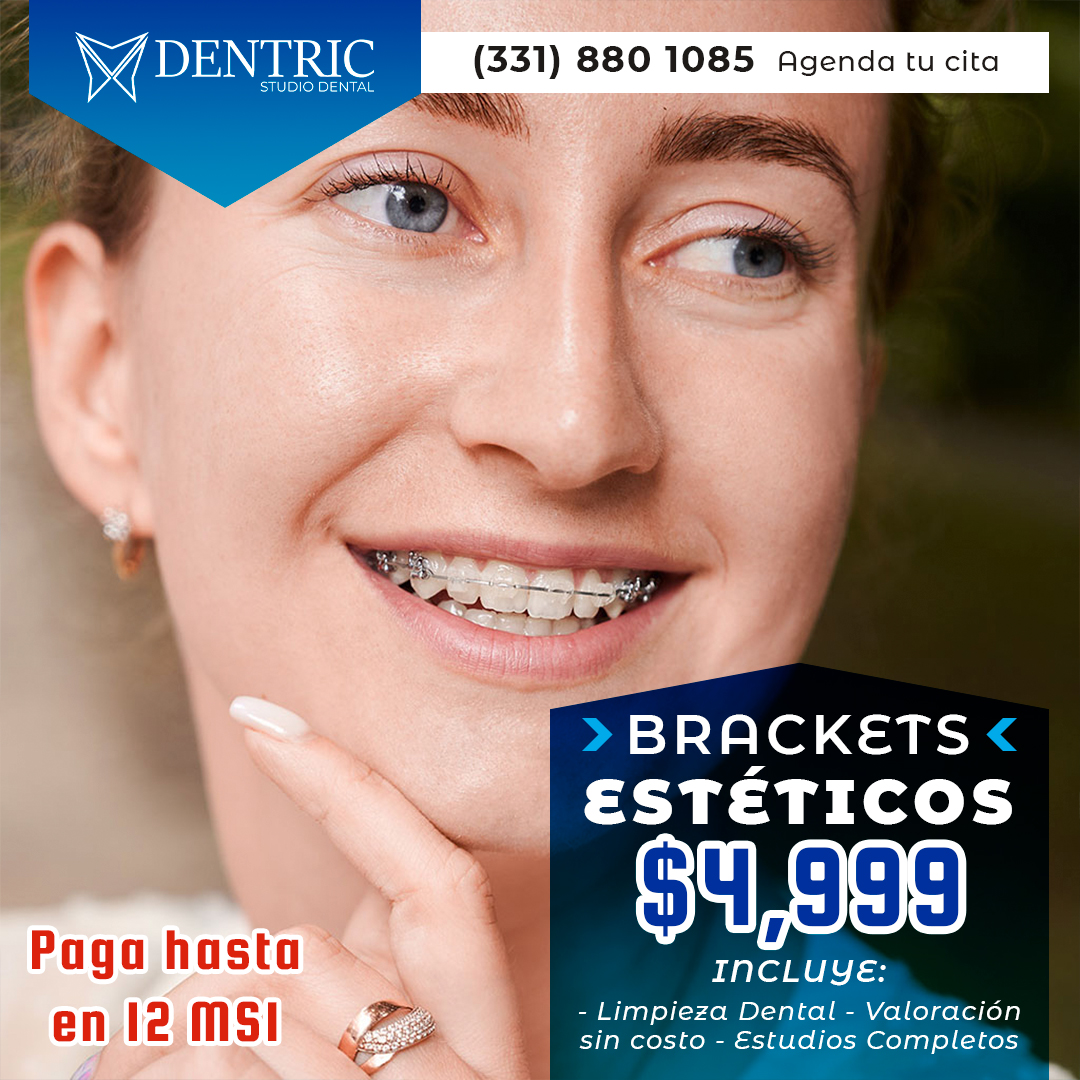 DENTRIC
STUDIO DENTAL
(331) 880 1085 Agenda tu cita
> BRACKETS <
ESTÉTICOS
$4,999
INCLUYE:
- Limpieza Dental - Valoración
sin costo - Estudios Completos
Paga hasta
en 12 MSI